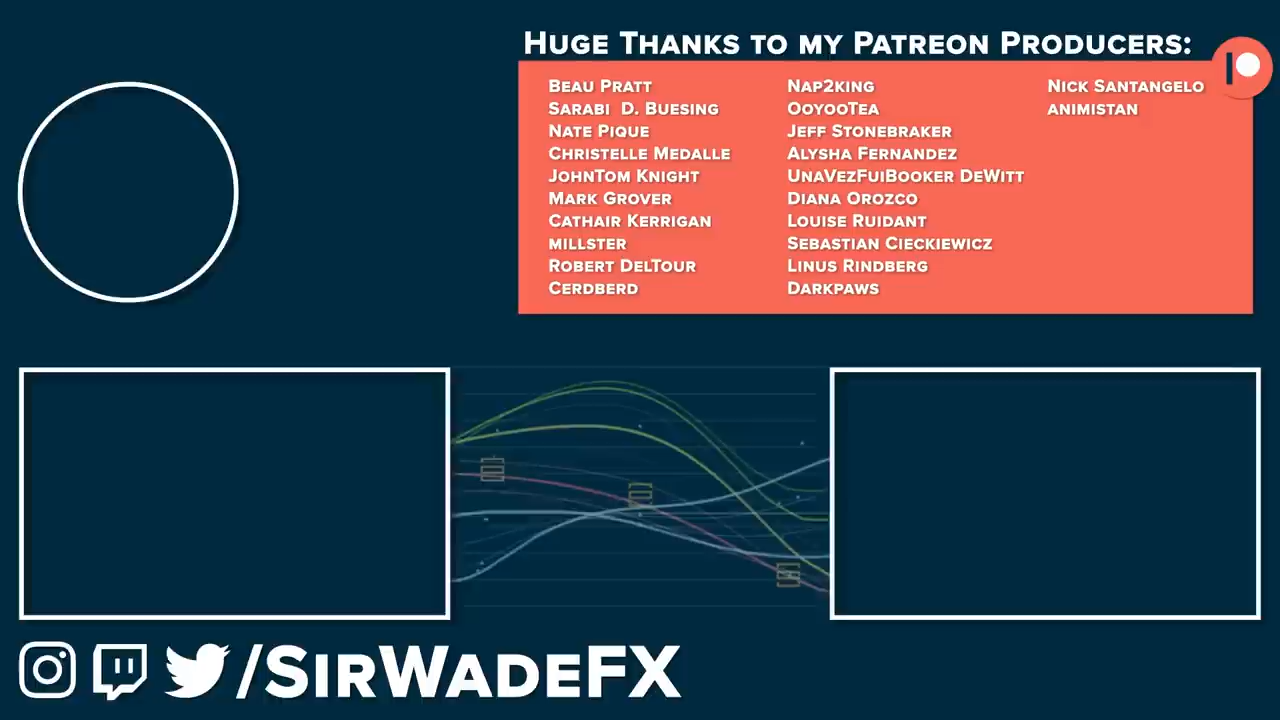 Huge Thanks to my Patreon Producers:
Beau Pratt
Sarabi D. Buesing
Nate Pique
Christelle Medalle
JohnTom Knight
Mark Grover
Cathair Kerrigan
millster
Robert DelTour
Cerdberd
Nap2king
OoyooTea
Jeff Stonebraker
Alysha Fernandez
UnaVezFuiBooker DeWitt
Diana Orozco
Louise Ruidant
Sebastian Cieckiewicz
Linus Rindberg
Darkpaws
Nick Santangelo
animistan
/SirWadeFX